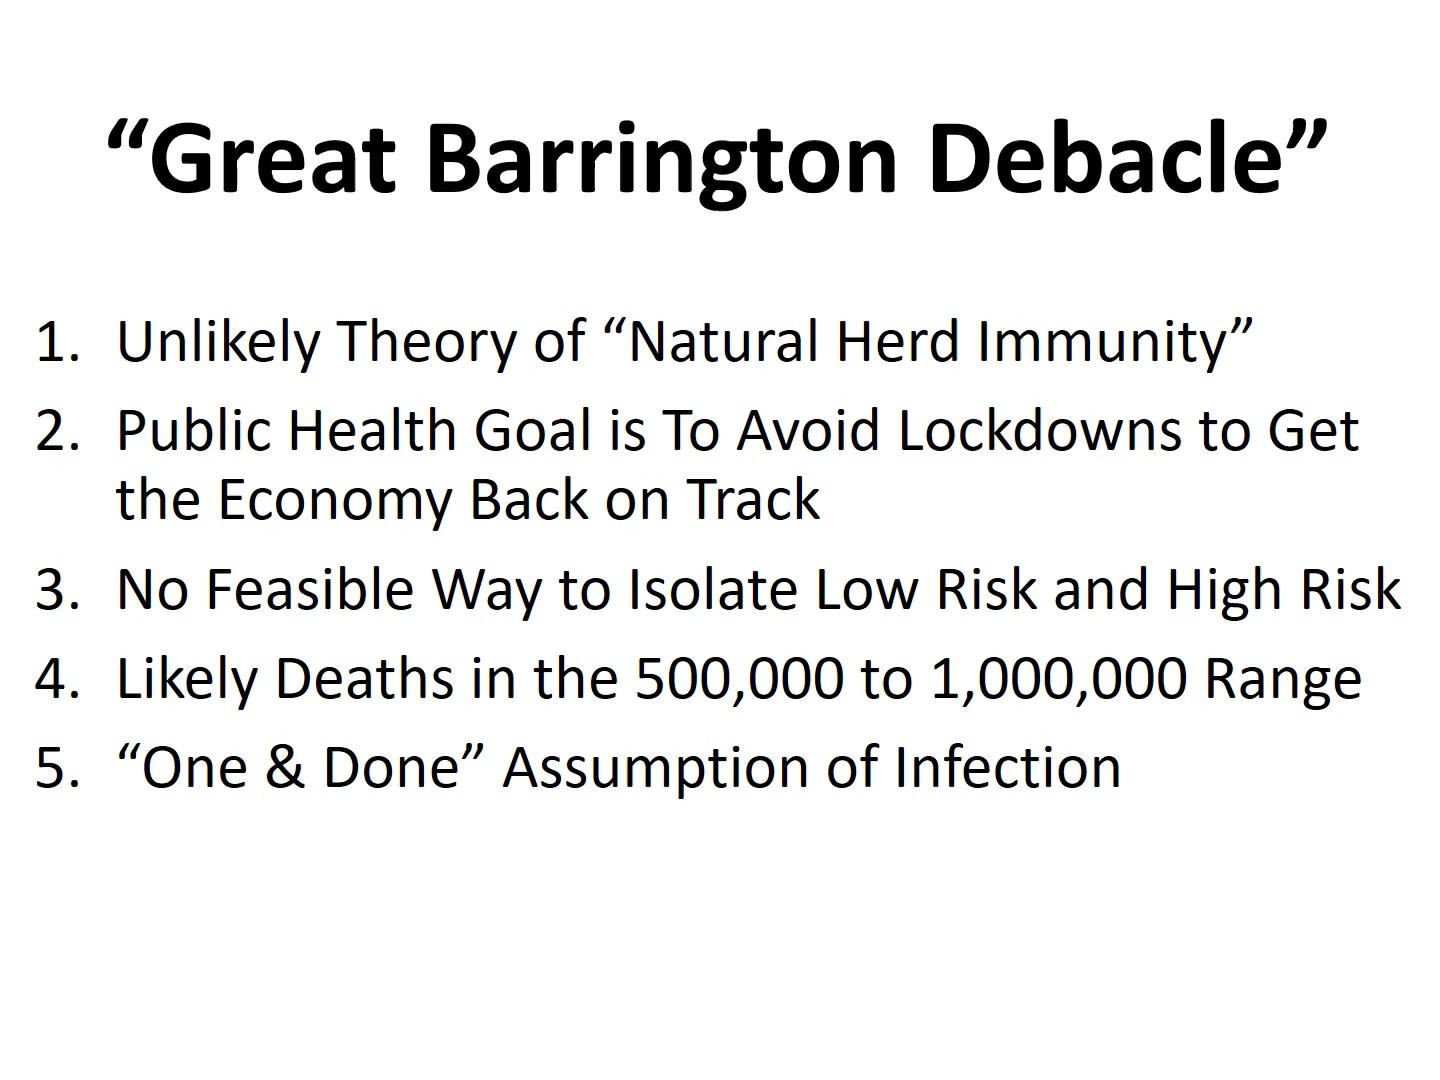 “Great Barrington Debacle”
1. Unlikely Theory of “Natural Herd Immunity”
2. Public Health Goal is To Avoid Lockdowns to Get
the Economy Back on Track
3. No Feasible Way to Isolate Low Risk and High Risk
4. Likely Deaths in the 500,000 to 1,000,000 Range
5. “One & Done” Assumption of Infection